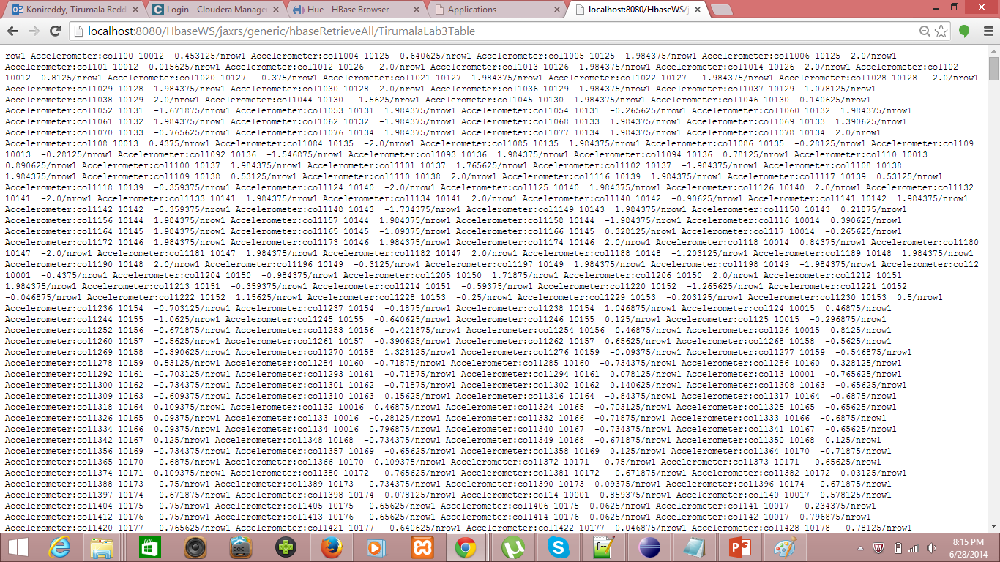 Konireddy, Tirumala Redd
Login - Cloudera Manage
Hue - HBase Browser
Applications
localhost:8080/HbaseWS/j
localhost:8080/HbaseWS/jaxrs/generic/hbaseRetrieveAll/TirumalaLab3Table
row1 Accelerometer:col100 10012 0.453125/nrow1 Accelerometer:col1004 10125 0.640625/nrow1 Accelerometer:col1005 10125 1.984375/nrow1 Accelerometer:col1006 10125 2.0/nrow1
Accelerometer:col101 10012 0.015625/nrow1 Accelerometer:col1012 10126 -2.0/nrow1 Accelerometer:col1013 10126 1.984375/nrow1 Accelerometer:col1014 10126 2.0/nrow1 Accelerometer:col102
10012 0.8125/nrow1 Accelerometer:col1020 10127 -0.375/nrow1 Accelerometer:col1021 10127 1.984375/nrow1 Accelerometer:col1022 10127 -1.984375/nrow1 Accelerometer:col1028 10128 -2.0/nrow1
Accelerometer:col1029 10128 1.984375/nrow1 Accelerometer:col1030 10128 2.0/nrow1 Accelerometer:col1036 10129 1.984375/nrow1 Accelerometer:col1037 10129 1.078125/nrow1
Accelerometer:col1038 10129 2.0/nrow1 Accelerometer:col1044 10130 -1.5625/nrow1 Accelerometer:col1045 10130 1.984375/nrow1 Accelerometer:col1046 10130 0.140625/nrow1
Accelerometer:col1052 10131 -1.671875/nrow1 Accelerometer:col1053 10131 1.984375/nrow1 Accelerometer:col1054 10131 -0.265625/nrow1 Accelerometer:col1060 10132 1.984375/nrow1
Accelerometer:col1061 10132 1.984375/nrow1 Accelerometer:col1062 10132 -1.984375/nrow1 Accelerometer:col1068 10133 1.984375/nrow1 Accelerometer:col1069 10133 1.390625/nrow1
Accelerometer:col1070 10133 -0.765625/nrow1 Accelerometer:col1076 10134 1.984375/nrow1 Accelerometer:col1077 10134 1.984375/nrow1 Accelerometer:col1078 10134 2.0/nrow1
Accelerometer:col108 10013 0.4375/nrow1 Accelerometer:col1084 10135 -2.0/nrow1 Accelerometer:col1085 10135 1.984375/nrow1 Accelerometer:col1086 10135 -0.28125/nrow1 Accelerometer:col109
10013 -0.28125/nrow1 Accelerometer:col1092 10136 -1.546875/nrow1 Accelerometer:col1093 10136 1.984375/nrow1 Accelerometer:col1094 10136 0.78125/nrow1 Accelerometer:col110 10013
0.890625/nrow1 Accelerometer:col1100 10137 1.984375/nrow1 Accelerometer:col1101 10137 1.765625/nrow1 Accelerometer:col1102 10137 -1.984375/nrow1 Accelerometer:col1108 10138
1.984375/nrow1 Accelerometer:col1109 10138 0.53125/nrow1 Accelerometer:col1110 10138 2.0/nrow1 Accelerometer:col1116 10139 1.984375/nrow1 Accelerometer:col1117 10139 0.53125/nrow1
Accelerometer:col1118 10139 -0.359375/nrow1 Accelerometer:col1124 10140 -2.0/nrow1 Accelerometer:col1125 10140 1.984375/nrow1 Accelerometer:col1126 10140 2.0/nrow1 Accelerometer:col1132
10141 -2.0/nrow1 Accelerometer:col1133 10141 1.984375/nrow1 Accelerometer:col1134 10141 2.0/nrow1 Accelerometer:col1140 10142 -0.90625/nrow1 Accelerometer:col1141 10142 1.984375/nrow1
Accelerometer:col1142 10142 -0.359375/nrow1 Accelerometer:col1148 10143 -1.734375/nrow1 Accelerometer:col1149 10143 1.984375/nrow1 Accelerometer:col1150 10143 0.21875/nrow1
Accelerometer:col1156 10144 1.984375/nrow1 Accelerometer:col1157 10144 1.984375/nrow1 Accelerometer:col1158 10144 -1.984375/nrow1 Accelerometer:col116 10014 0.390625/nrow1
Accelerometer:col1164 10145 1.984375/nrow1 Accelerometer:col1165 10145 -1.09375/nrow1 Accelerometer:col1166 10145 0.328125/nrow1 Accelerometer:col117 10014 -0.265625/nrow1
Accelerometer:col1172 10146 1.984375/nrow1 Accelerometer:col1173 10146 1.984375/nrow1 Accelerometer:col1174 10146 2.0/nrow1 Accelerometer:col118 10014 0.84375/nrow1 Accelerometer:col1180
10147 -2.0/nrow1 Accelerometer:col1181 10147 1.984375/nrow1 Accelerometer:col1182 10147 2.0/nrow1 Accelerometer:col1188 10148 -1.203125/nrow1 Accelerometer:col1189 10148 1.984375/nrow1
Accelerometer:col1190 10148 2.0/nrow1 Accelerometer:col1196 10149 -0.3125/nrow1 Accelerometer:col1197 10149 1.984375/nrow1 Accelerometer:col1198 10149 -1.984375/nrow1 Accelerometer:col12
10001 -0.4375/nrow1 Accelerometer:col1204 10150 -0.984375/nrow1 Accelerometer:col1205 10150 1.71875/nrow1 Accelerometer:col1206 10150 2.0/nrow1 Accelerometer:col1212 10151
1.984375/nrow1 Accelerometer:col1213 10151 -0.359375/nrow1 Accelerometer:col1214 10151 -0.59375/nrow1 Accelerometer:col1220 10152 -1.265625/nrow1 Accelerometer:col1221 10152
-0.046875/nrow1 Accelerometer:col1222 10152 1.15625/nrow1 Accelerometer:col1228 10153 -0.25/nrow1 Accelerometer:col1229 10153 -0.203125/nrow1 Accelerometer:col1230 10153 0.5/nrow1
Accelerometer:col1236 10154 -0.703125/nrow1 Accelerometer:col1237 10154 -0.1875/nrow1 Accelerometer:col1238 10154 1.046875/nrow1 Accelerometer:col124 10015 0.46875/nrow1
Accelerometer:col1244 10155 -1.0625/nrow1 Accelerometer:col1245 10155 -0.640625/nrow1 Accelerometer:col1246 10155 0.125/nrow1 Accelerometer:col125 10015 -0.296875/nrow1
Accelerometer:col1252 10156 -0.671875/nrow1 Accelerometer:col1253 10156 -0.421875/nrow1 Accelerometer:col1254 10156 0.46875/nrow1 Accelerometer:col126 10015 0.8125/nrow1
Accelerometer:col1260 10157 -0.5625/nrow1 Accelerometer:col1261 10157 -0.390625/nrow1 Accelerometer:col1262 10157 0.65625/nrow1 Accelerometer:col1268 10158 -0.5625/nrow1
Accelerometer:col1269 10158 -0.390625/nrow1 Accelerometer:col1270 10158 1.328125/nrow1 Accelerometer:col1276 10159 -0.09375/nrow1 Accelerometer:col1277 10159 -0.546875/nrow1
Accelerometer:col1278 10159 0.53125/nrow1 Accelerometer:col1284 10160 -0.71875/nrow1 Accelerometer:col1285 10160 -0.734375/nrow1 Accelerometer:col1286 10160 0.328125/nrow1
Accelerometer:col1292 10161 -0.703125/nrow1 Accelerometer:col1293 10161 -0.71875/nrow1 Accelerometer:col1294 10161 0.078125/nrow1 Accelerometer:col13 10001 -0.765625/nrow1
Accelerometer:col1300 10162 -0.734375/nrow1 Accelerometer:col1301 10162 -0.71875/nrow1 Accelerometer:col1302 10162 0.140625/nrow1 Accelerometer:col1308 10163 -0.65625/nrow1
Accelerometer:col1309 10163 -0.609375/nrow1 Accelerometer:col1310 10163 0.15625/nrow1 Accelerometer:col1316 10164 -0.84375/nrow1 Accelerometer:col1317 10164 -0.6875/nrow1
Accelerometer:col1318 10164 0.109375/nrow1 Accelerometer:col132 10016 0.46875/nrow1 Accelerometer:col1324 10165 -0.703125/nrow1 Accelerometer:col1325 10165 -0.65625/nrow1
Accelerometer:col1326 10165 0.09375/nrow1 Accelerometer:col133 10016 -0.28125/nrow1 Accelerometer:col1332 10166 -0.71875/nrow1 Accelerometer:col1333 10166 -0.6875/nrow1
Accelerometer:col1334 10166 0.09375/nrow1 Accelerometer:col134 10016 0.796875/nrow1 Accelerometer:col1340 10167 -0.734375/nrow1 Accelerometer:col1341 10167 -0.65625/nrow1
Accelerometer:col1342 10167 0.125/nrow1 Accelerometer:col1348 10168 -0.734375/nrow1 Accelerometer:col1349 10168 -0.671875/nrow1 Accelerometer:col1350 10168 0.125/nrow1
Accelerometer:col1356 10169 -0.734375/nrow1 Accelerometer:col1357 10169 -0.65625/nrow1 Accelerometer:col1358 10169 0.125/nrow1 Accelerometer:col1364 10170 -0.71875/nrow1
Accelerometer:col1365 10170 -0.6875/nrow1 Accelerometer:col1366 10170 0.109375/nrow1 Accelerometer:col1372 10171 -0.75/nrow1 Accelerometer:col1373 10171 -0.65625/nrow1
Accelerometer:col1374 10171 0.109375/nrow1 Accelerometer:col1380 10172 -0.765625/nrow1 Accelerometer:col1381 10172 -0.671875/nrow1 Accelerometer:col1382 10172 0.03125/nrow1
Accelerometer:col1388 10173 -0.75/nrow1 Accelerometer:col1389 10173 -0.734375/nrow1 Accelerometer:col1390 10173 0.09375/nrow1 Accelerometer:col1396 10174 -0.671875/nrow1
Accelerometer:col1397 10174 -0.671875/nrow1 Accelerometer:col1398 10174 0.078125/nrow1 Accelerometer:col14 10001 0.859375/nrow1 Accelerometer:col140 10017 0.578125/nrow1
Accelerometer:col1404 10175 -0.75/nrow1 Accelerometer:col1405 10175 -0.65625/nrow1 Accelerometer:col1406 10175 0.0625/nrow1 Accelerometer:col141 10017 -0.234375/nrow1
Accelerometer:col1412 10176 -0.75/nrow1 Accelerometer:col1413 10176 -0.65625/nrow1 Accelerometer:col1414 10176 0.0625/nrow1 Accelerometer:col142 10017 0.796875/nrow1
Accelerometer:col1420 10177 -0.765625/nrow1 Accelerometer:col1421 10177 -0.640625/nrow1 Accelerometer:col1422 10177 0.046875/nrow1 Accelerometer:col1428 10178 -0.78125/nrow1
8:15 PM
6/28/2014